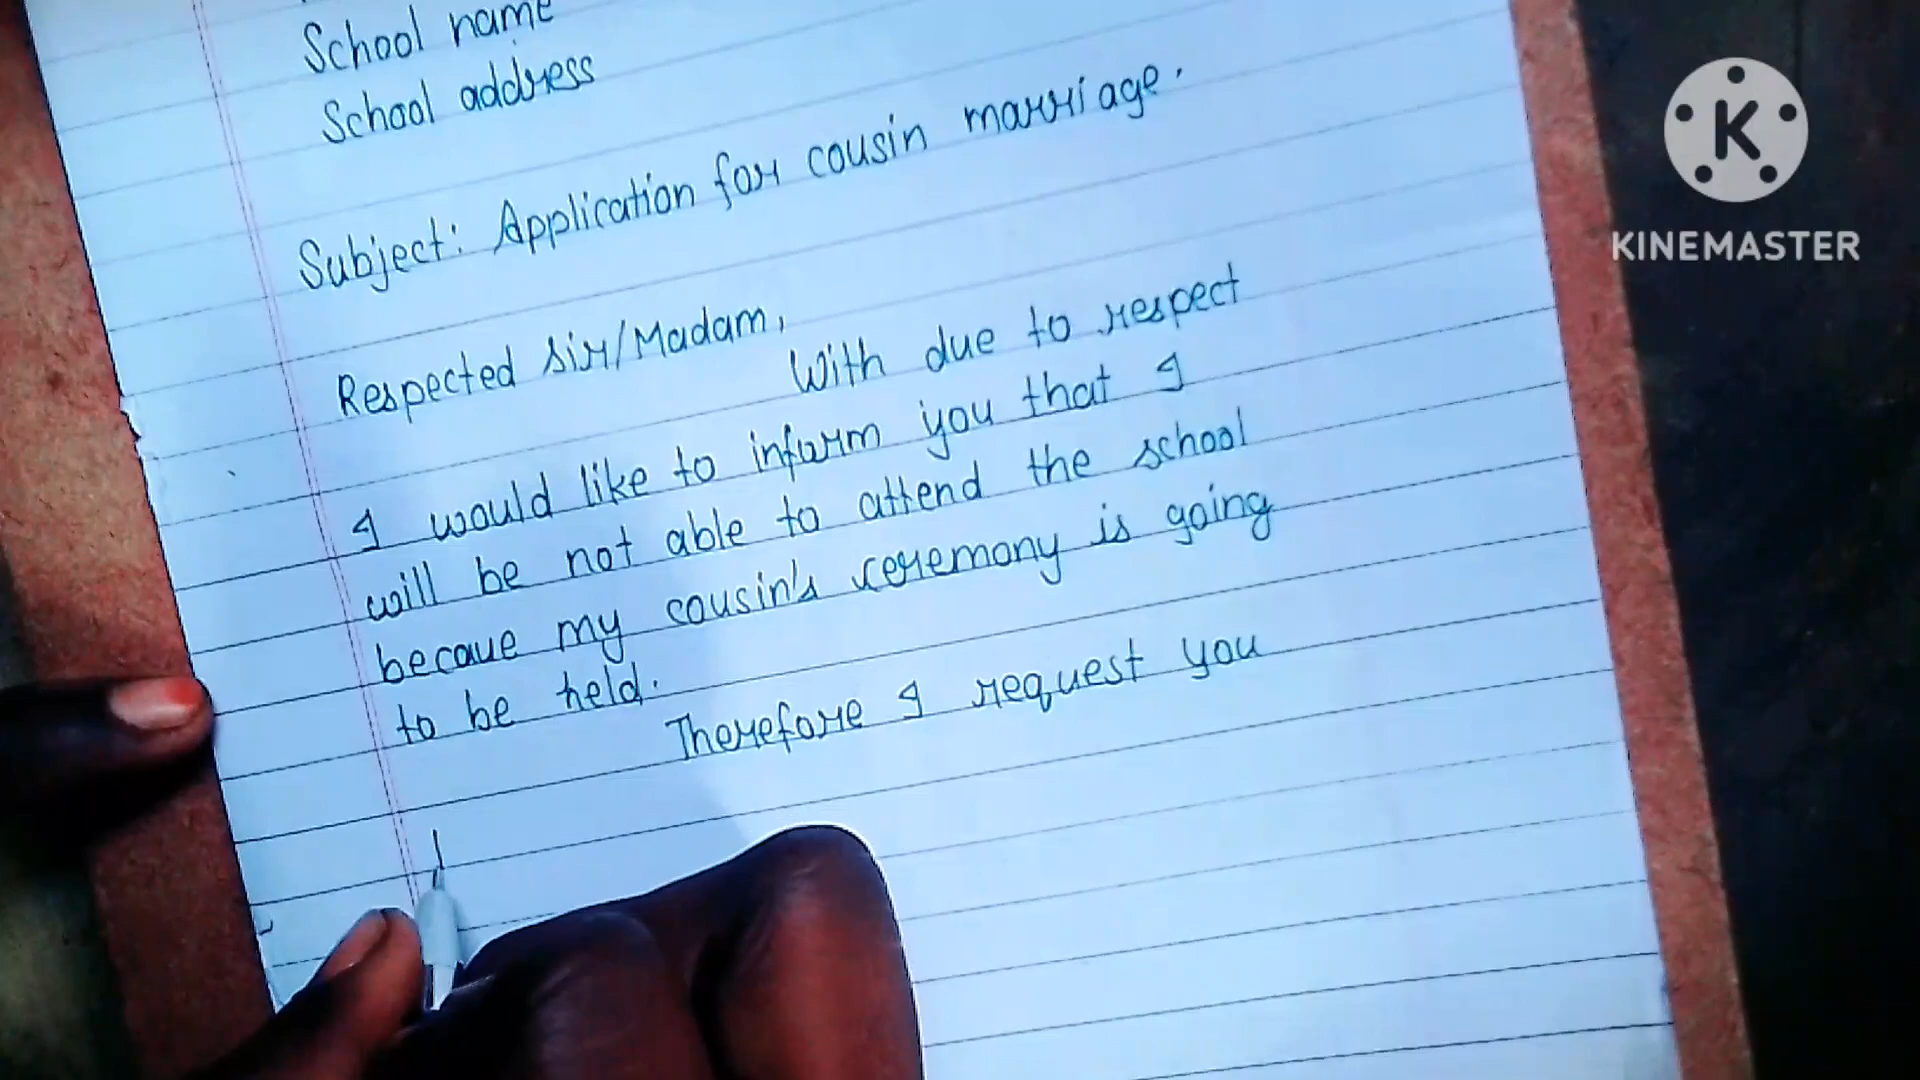 School name
School address
Subject: Application for cousin marriage.
Respected Sir/Madam,
With due to respect
I would like to inform you that I
will be not able to attend the school
becaue my cousin's ceremony is going
to be held.
Therefore I request you
K
KINEMASTER